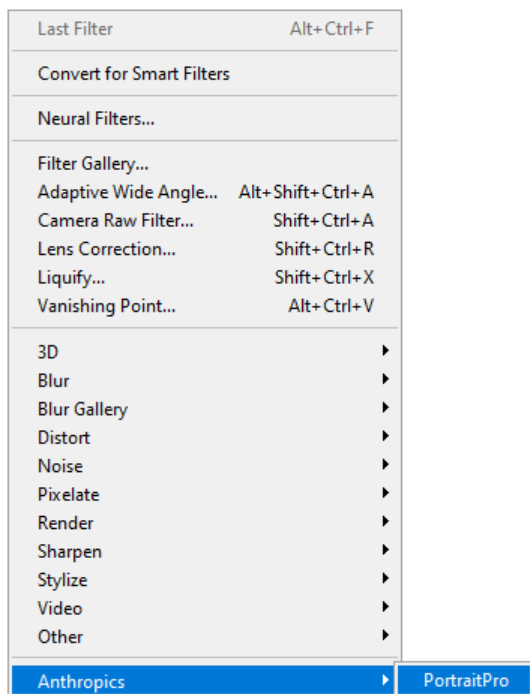 Last Filter Alt+Ctrl+F
Convert for Smart Filters
Neural Filters...
Filter Gallery...
Adaptive Wide Angle... Alt+Shift+Ctrl+A
Camera Raw Filter... Shift+Ctrl+A
Lens Correction... Shift+Ctrl+R
Liquify... Shift+Ctrl+X
Vanishing Point... Alt+Ctrl+V
3D
Blur
Blur Gallery
Distort
Noise
Pixelate
Render
Sharpen
Stylize
Video
Other
Anthropics PortraitPro